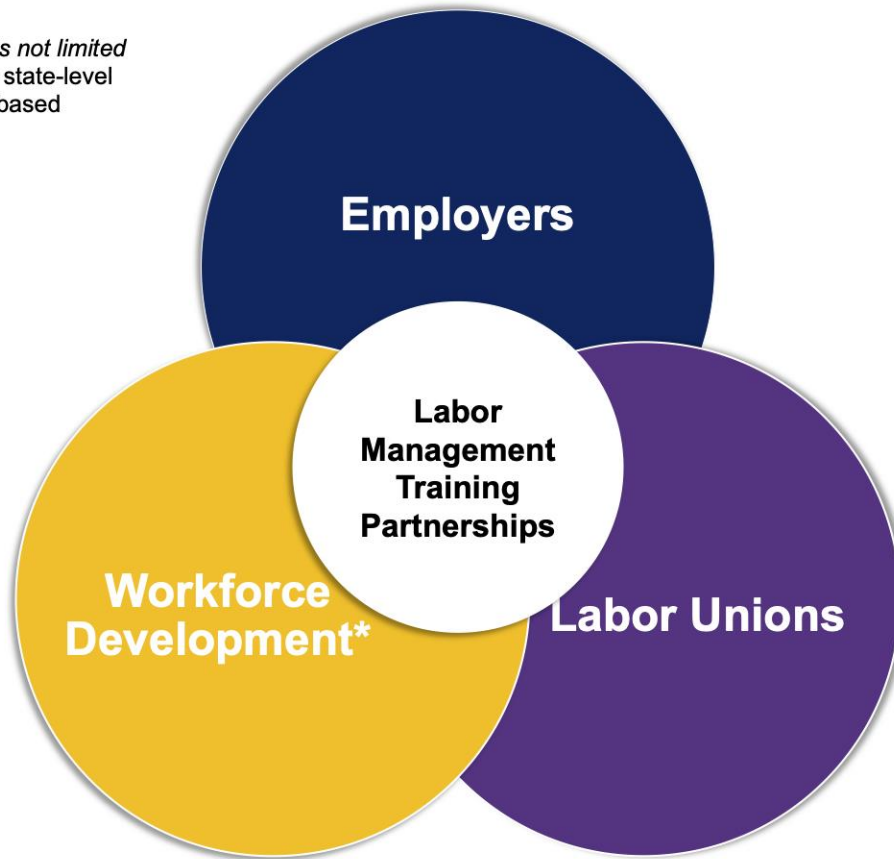 s not limited
state-level
based
Employers
Labor
Management
Training
Partnerships
Workforce
Development*
Labor Unions